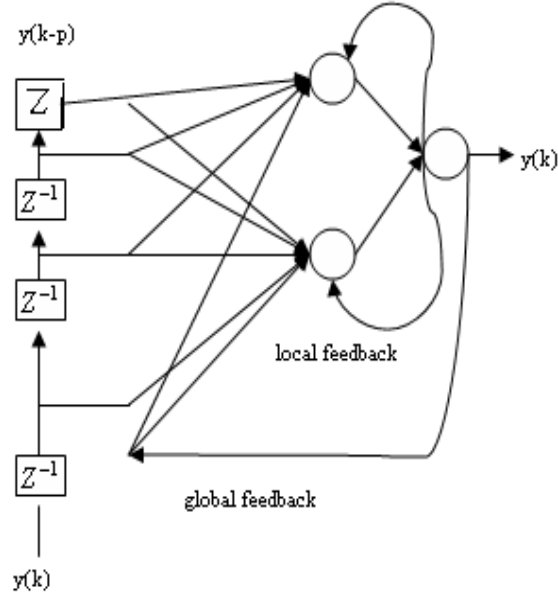 y(k-p)
Z
y(k)
Z⁻¹
Z⁻¹
local feedback
Z⁻¹
global feedback
y(k)